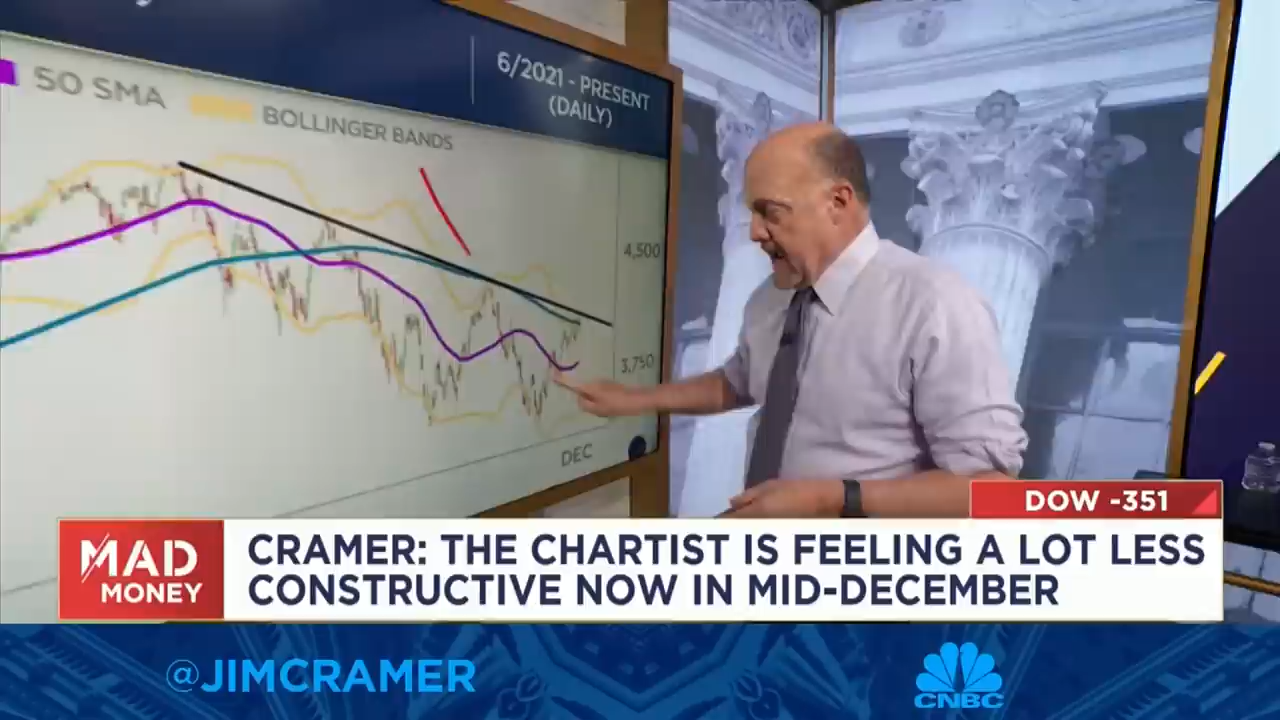 6/2021 - PRESENT
(DAILY)
50 SMA
BOLLINGER BANDS
4,500
3,750
DEC
DOW -351
MAD
MONEY
CRAMER: THE CHARTIST IS FEELING A LOT LESS
CONSTRUCTIVE NOW IN MID-DECEMBER
@JIMCRAMER
CNBC